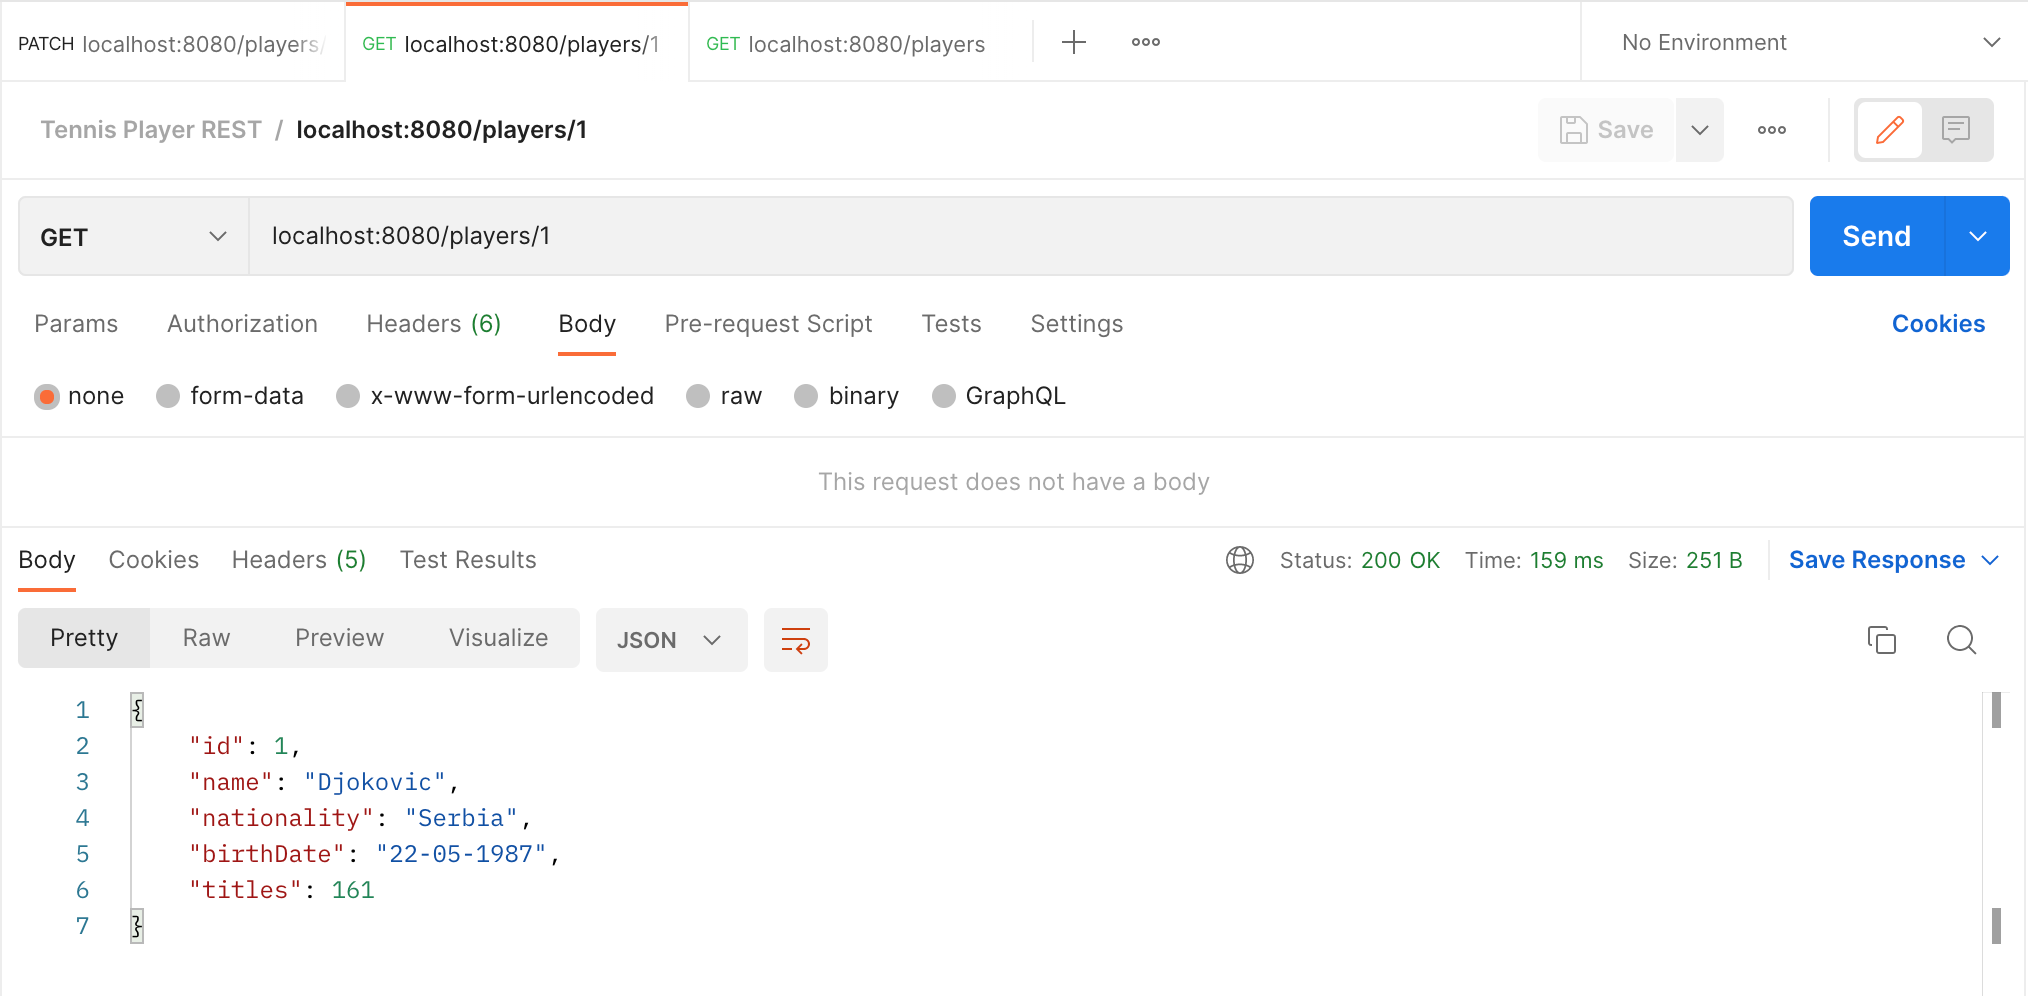 PATCH localhost:8080/players/ GET localhost:8080/players/1 GET localhost:8080/players No Environment
Tennis Player REST / localhost:8080/players/1 Save
GET localhost:8080/players/1 Send
Params Authorization Headers (6) Body Pre-request Script Tests Settings Cookies
none form-data x-www-form-urlencoded raw binary GraphQL
This request does not have a body
Body Cookies Headers (5) Test Results Status: 200 OK Time: 159 ms Size: 251 B Save Response
Pretty Raw Preview Visualize JSON
1 {
2 "id": 1,
3 "name": "Djokovic",
4 "nationality": "Serbia",
5 "birthDate": "22-05-1987",
6 "titles": 161
7 }